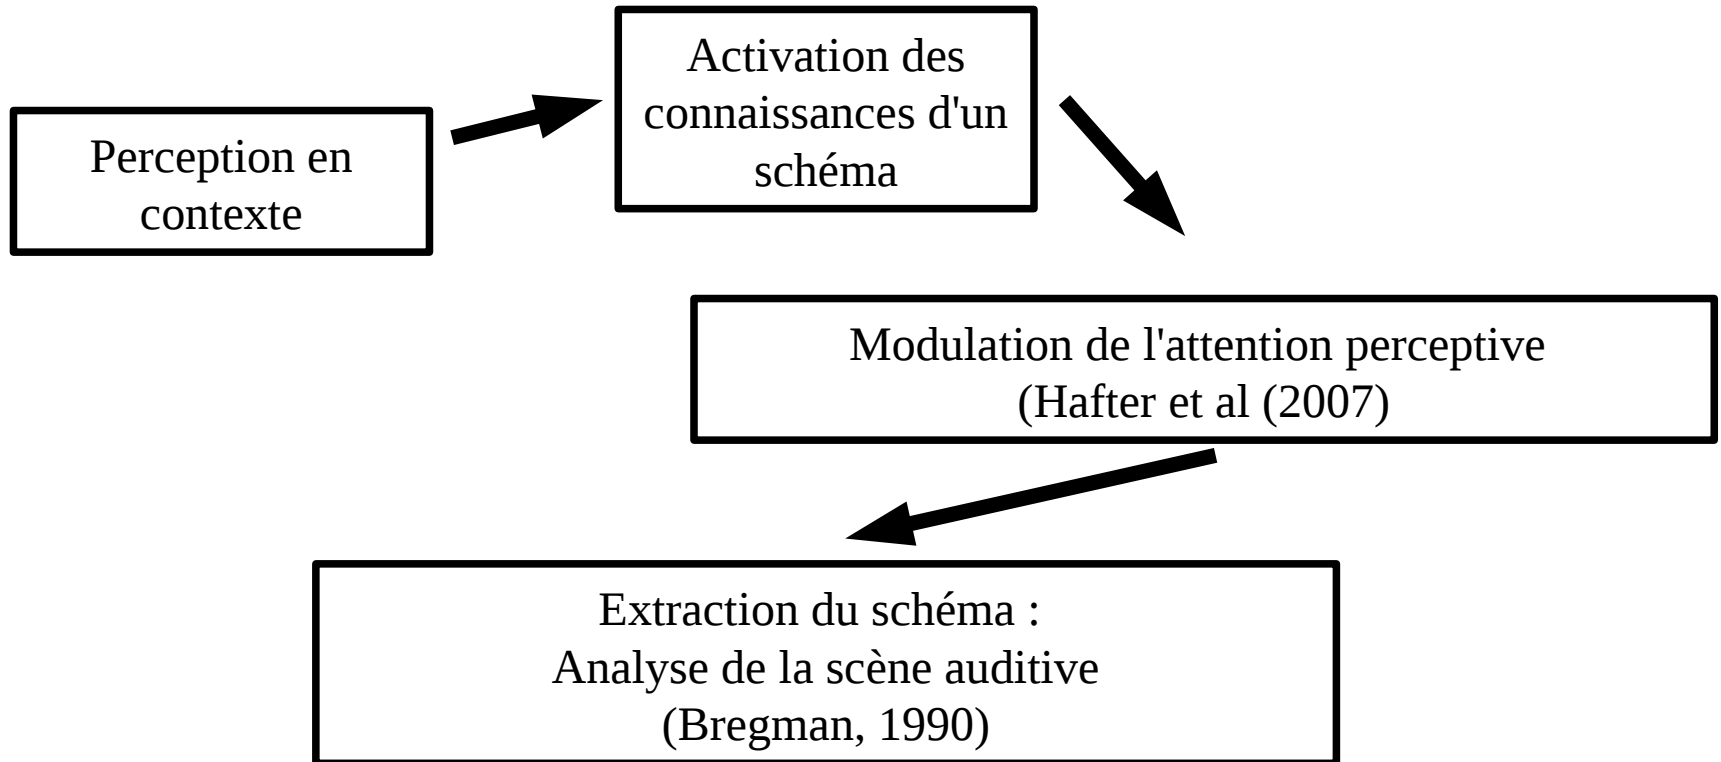 Perception en
contexte
Activation des
connaissances d'un
schéma
Modulation de l'attention perceptive
(Hafter et al (2007)
Extraction du schéma :
Analyse de la scène auditive
(Bregman, 1990)